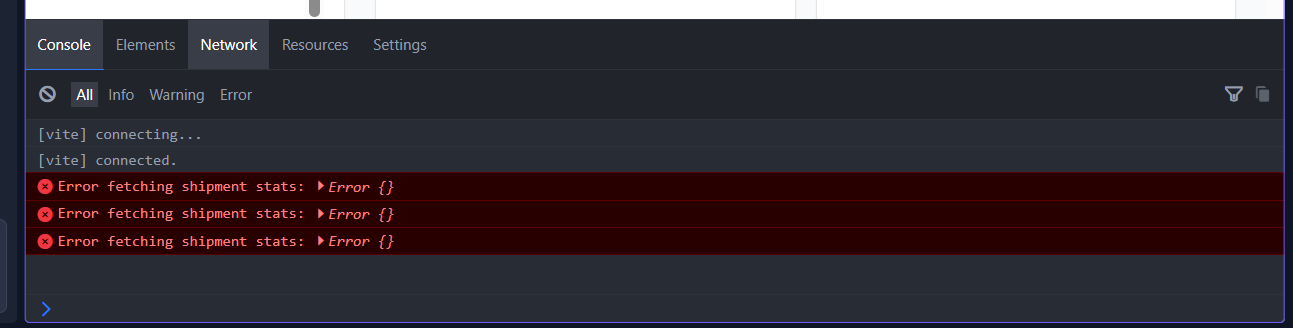 Console Elements Network Resources Settings
All Info Warning Error
[vite] connecting...
[vite] connected.
Error fetching shipment stats: Error {}
Error fetching shipment stats: Error {}
Error fetching shipment stats: Error {}